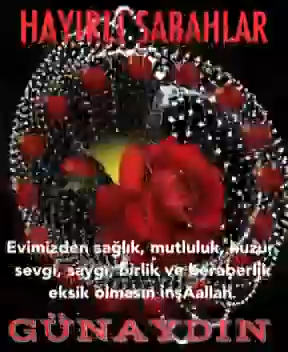 HAYIRLI SABAHLAR
Evimizden sağlık, mutluluk, huzur,
sevgi, saygı, birlik ve beraberlik
eksik olmasın inşAallah.
GÜNAYDIN